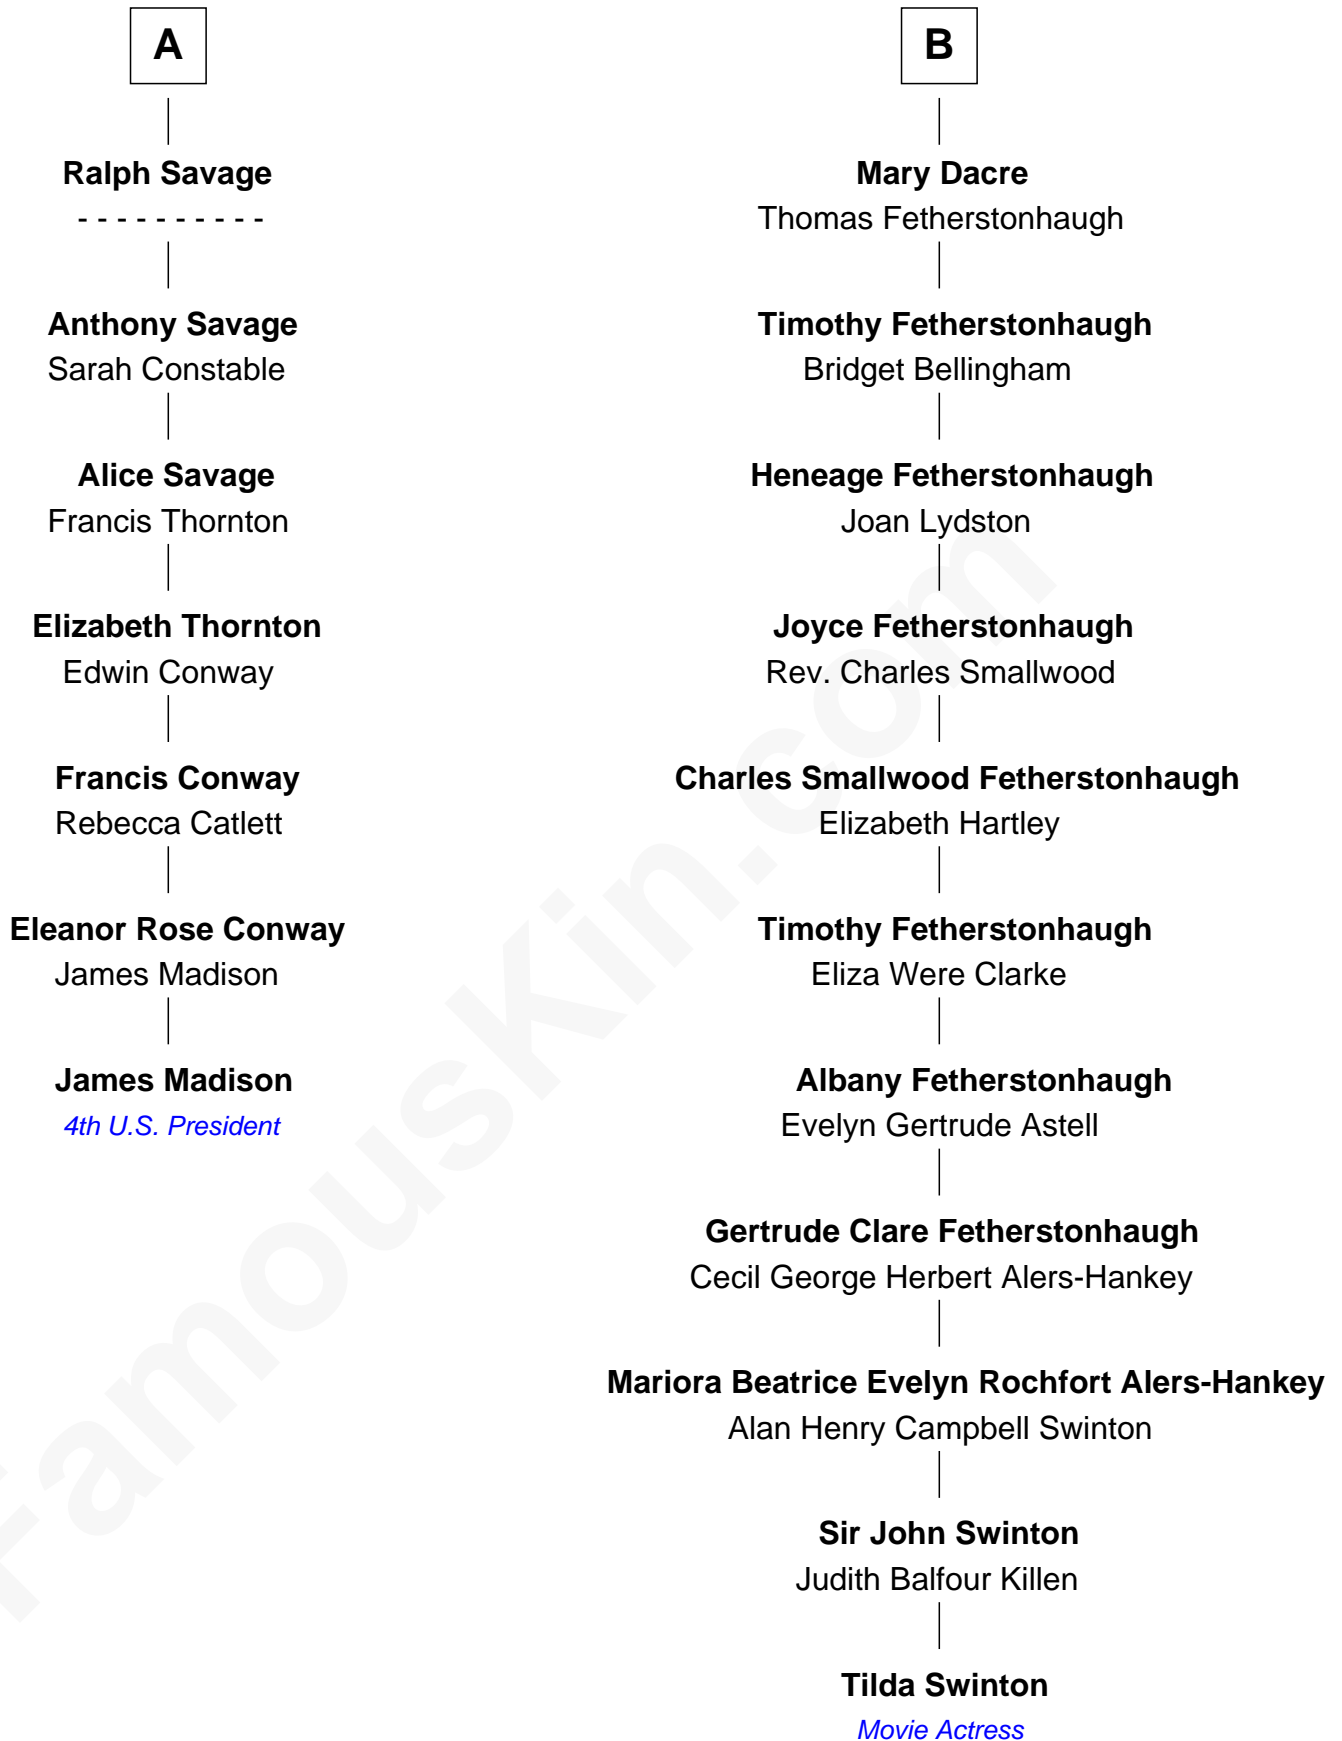 A
Ralph Savage
- - - - - - - - - -
Anthony Savage
Sarah Constable
Alice Savage
Francis Thornton
Elizabeth Thornton
Edwin Conway
Francis Conway
Rebecca Catlett
Eleanor Rose Conway
James Madison
James Madison
4th U.S. President
B
Mary Dacre
Thomas Fetherstonhaugh
Timothy Fetherstonhaugh
Bridget Bellingham
Heneage Fetherstonhaugh
Joan Lydston
Joyce Fetherstonhaugh
Rev. Charles Smallwood
Charles Smallwood Fetherstonhaugh
Elizabeth Hartley
Timothy Fetherstonhaugh
Eliza Were Clarke
Albany Fetherstonhaugh
Evelyn Gertrude Astell
Gertrude Clare Fetherstonhaugh
Cecil George Herbert Alers-Hankey
Mariora Beatrice Evelyn Rochfort Alers-Hankey
Alan Henry Campbell Swinton
Sir John Swinton
Judith Balfour Killen
Tilda Swinton
Movie Actress
FamousKin.com